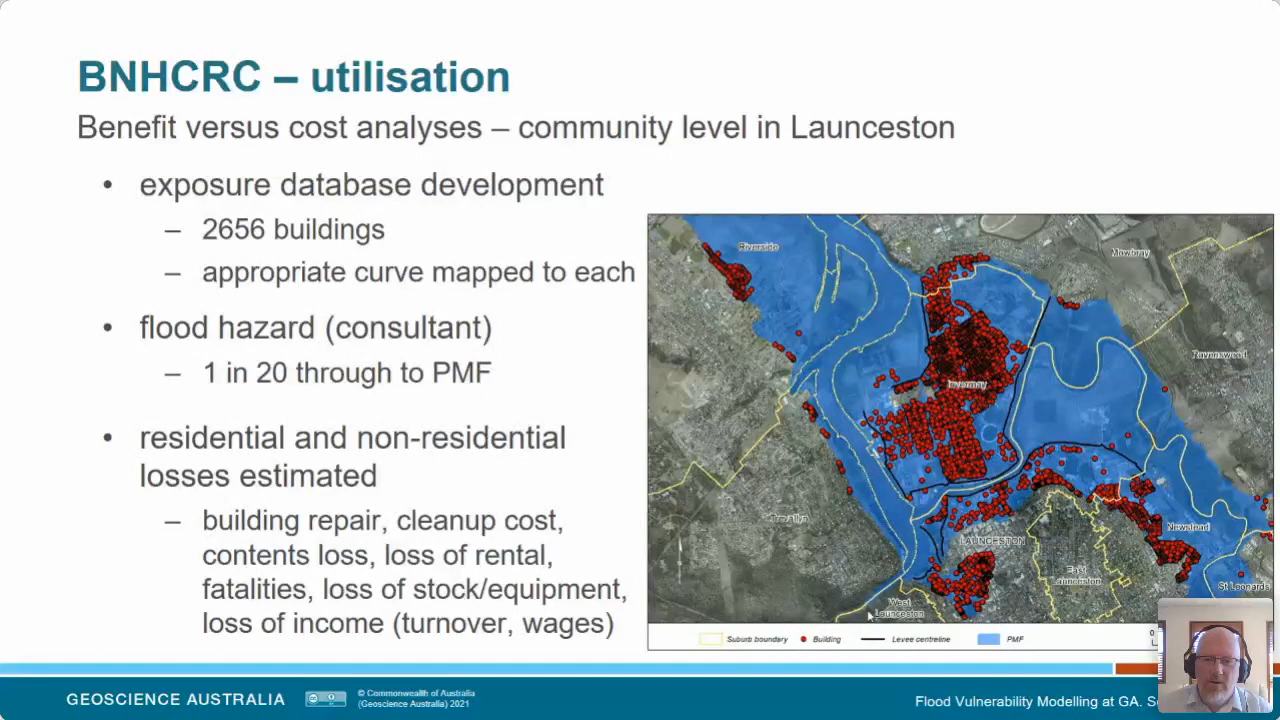 BNHCRC – utilisation
Benefit versus cost analyses – community level in Launceston
• exposure database development
– 2656 buildings
– appropriate curve mapped to each
• flood hazard (consultant)
– 1 in 20 through to PMF
• residential and non-residential
losses estimated
– building repair, cleanup cost,
contents loss, loss of rental,
fatalities, loss of stock/equipment,
loss of income (turnover, wages)
Riverside
Mowbray
Ravenswood
Invermay
Trevallyn
LAUNCESTON
Newstead
East
Launceston
St Leonards
West
Launceston
Suburb boundary
Building
Levee centreline
PMF
0
GEOSCIENCE AUSTRALIA
© Commonwealth of Australia
(Geoscience Australia) 2021
Flood Vulnerability Modelling at GA.